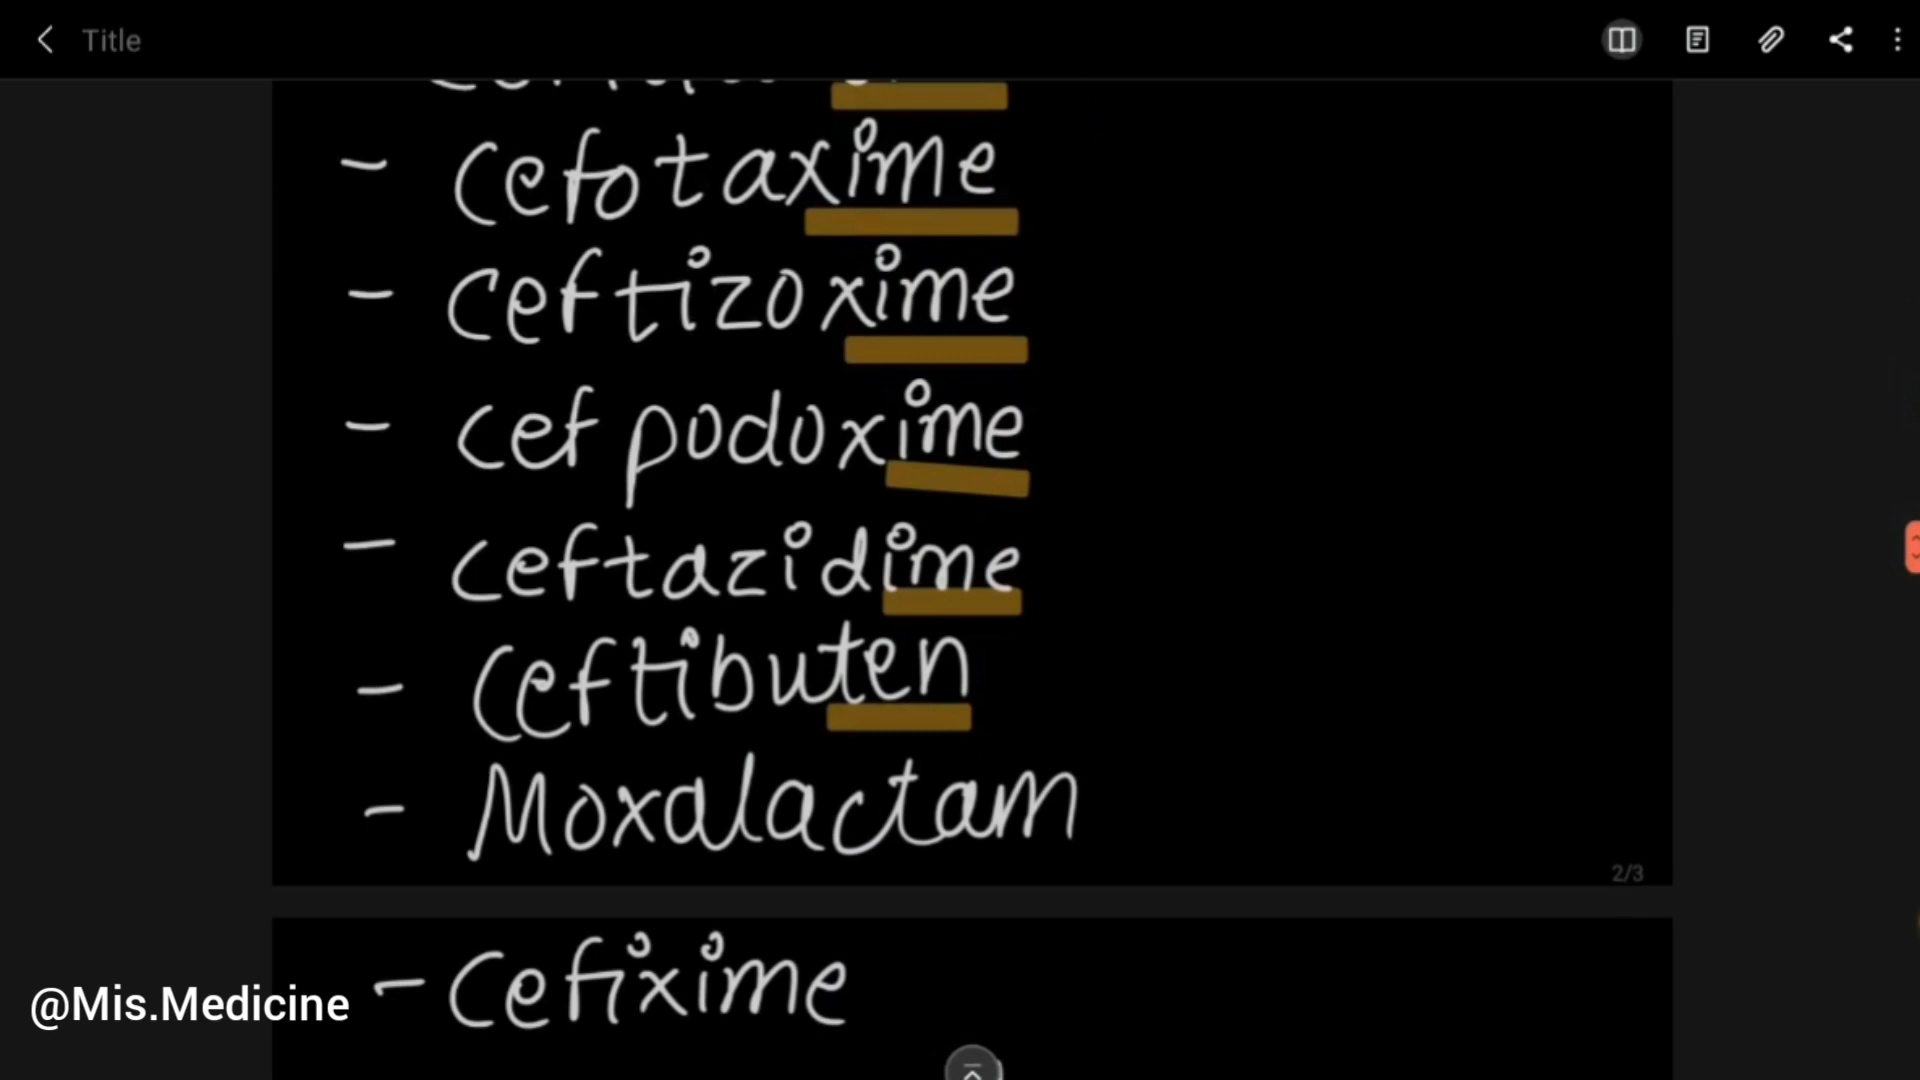 Title
- Cefotaxime
- Ceftizoxime
- Cefpodoxime
- Ceftazidime
- Ceftibuten
- Moxalactam
2/3
- Cefixime
@Mis.Medicine